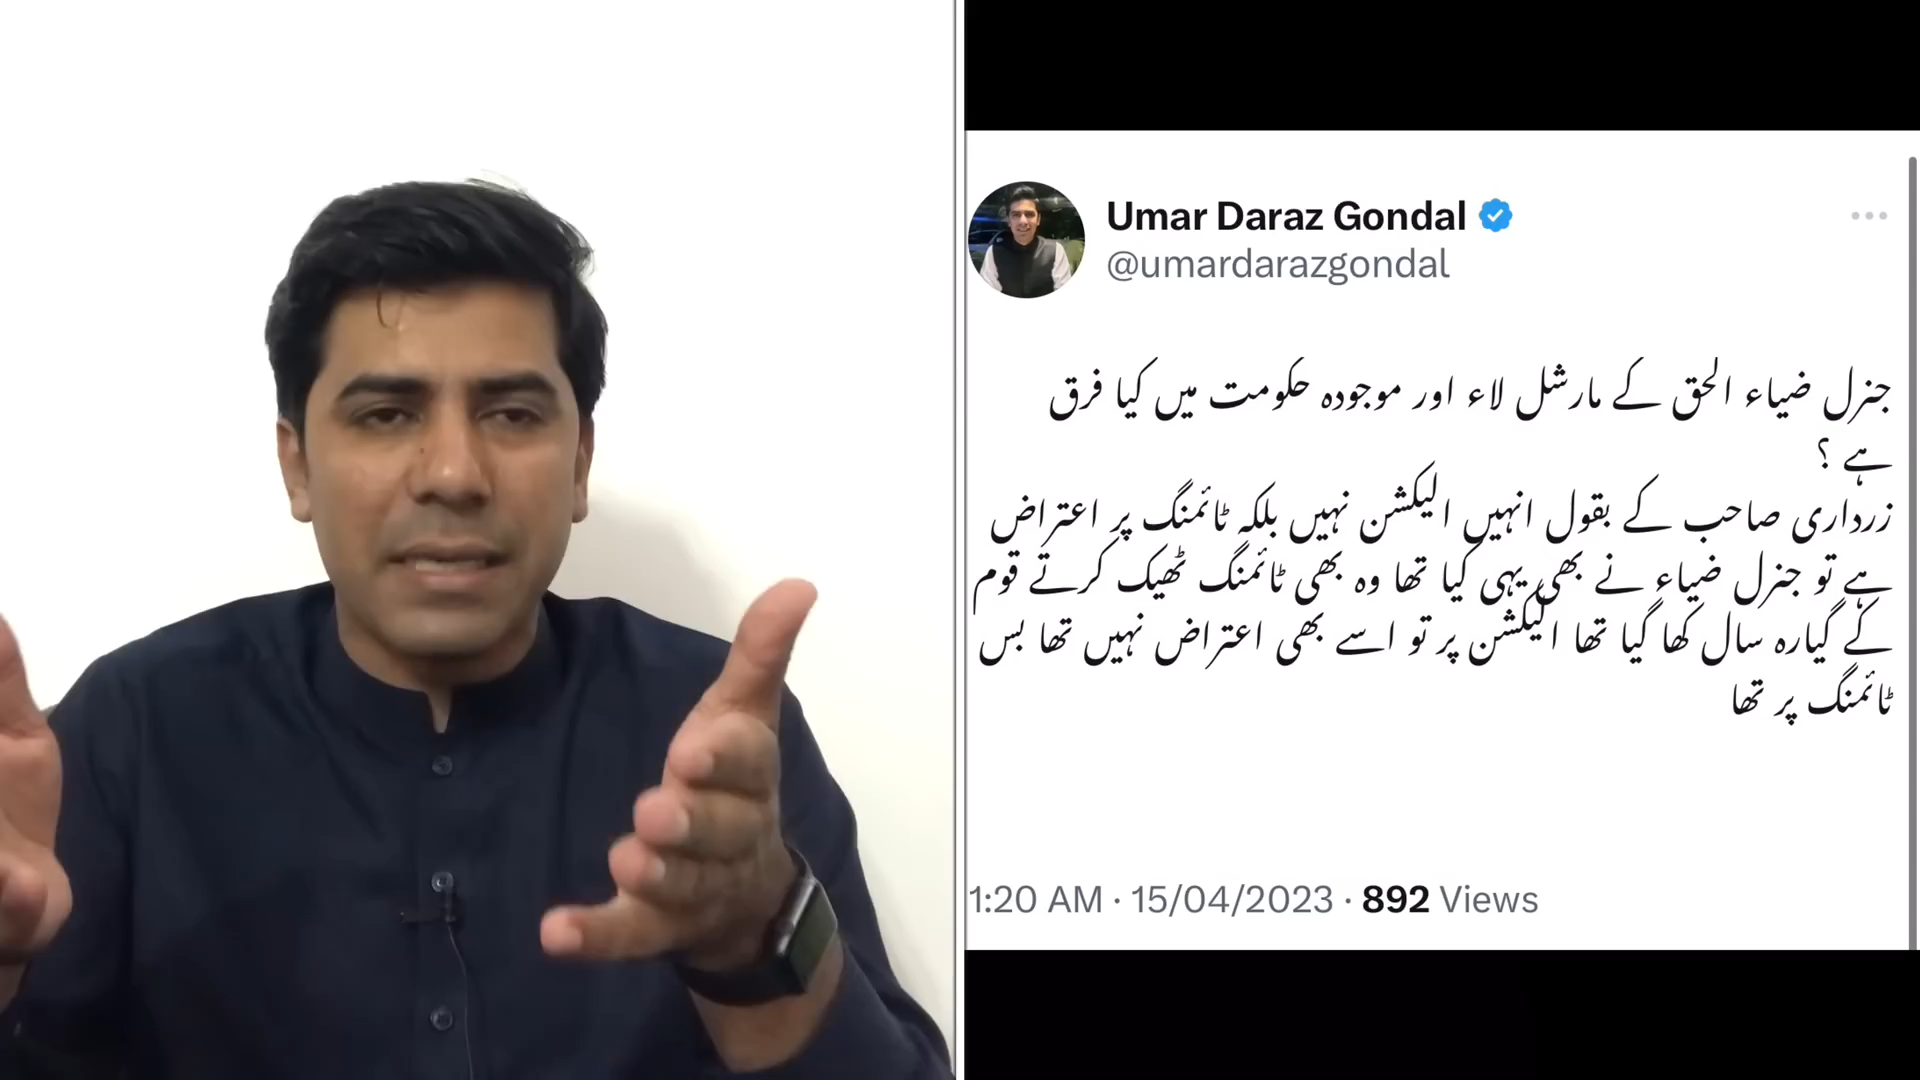 Umar Daraz Gondal
@umardarazgondal
جنرل ضیاء الحق کے مارشل لاء اور موجودہ حکومت میں کیا فرق
ہے ؟
زرداری صاحب کے بقول انہیں الیکشن نہیں بلکہ ٹائمنگ پر اعتراض
ہے تو جنرل ضیاء نے بھی یہی کیا تھا وہ بھی ٹائمنگ ٹھیک کرتے قوم
کے گیارہ سال کھا گیا تھا الیکشن پر تو اسے بھی اعتراض نہیں تھا بس
ٹائمنگ پر تھا
1:20 AM · 15/04/2023 · 892 Views